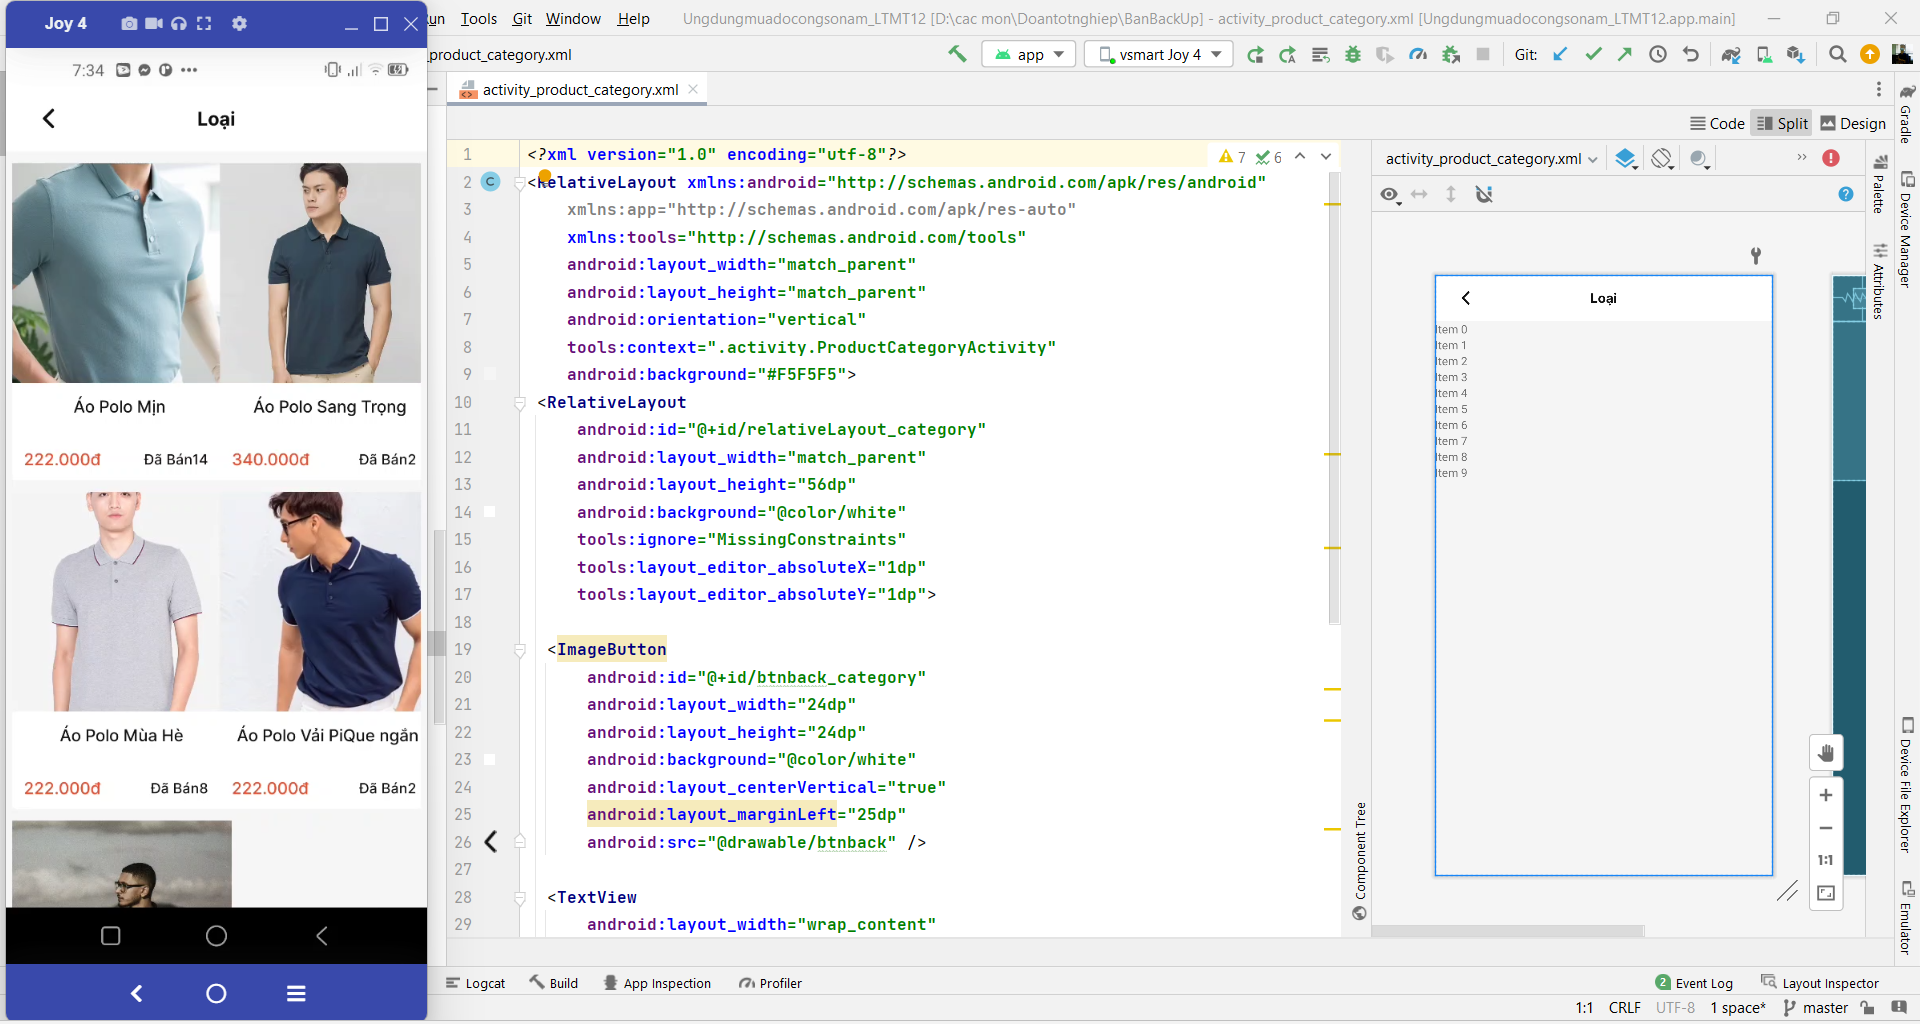 Joy 4
7:34
Loại
Áo Polo Mịn
Áo Polo Sang Trọng
222.000đ
Đã Bán14
340.000đ
Đã Bán2
Áo Polo Mùa Hè
Áo Polo Vải PiQue ngắn
222.000đ
Đã Bán8
222.000đ
Đã Bán2
un Tools Git Window Help
Ungdungmuadocongsonam_LTMT12 [D:\cac mon\Doantotnghiep\BanBackUp] - activity_product_category.xml [Ungdungmuadocongsonam_LTMT12.app.main]
product_category.xml
app
vsmart Joy 4
Git:
activity_product_category.xml
Code
Split
Design
7
6
1 <?xml version="1.0" encoding="utf-8"?>
2 <RelativeLayout xmlns:android="http://schemas.android.com/apk/res/android"
3 xmlns:app="http://schemas.android.com/apk/res-auto"
4 xmlns:tools="http://schemas.android.com/tools"
5 android:layout_width="match_parent"
6 android:layout_height="match_parent"
7 android:orientation="vertical"
8 tools:context=".activity.ProductCategoryActivity"
9 android:background="#F5F5F5">
10 <RelativeLayout
11 android:id="@+id/relativeLayout_category"
12 android:layout_width="match_parent"
13 android:layout_height="56dp"
14 android:background="@color/white"
15 tools:ignore="MissingConstraints"
16 tools:layout_editor_absoluteX="1dp"
17 tools:layout_editor_absoluteY="1dp">
18
19 <ImageButton
20 android:id="@+id/btnback_category"
21 android:layout_width="24dp"
22 android:layout_height="24dp"
23 android:background="@color/white"
24 android:layout_centerVertical="true"
25 android:layout_marginLeft="25dp"
26 android:src="@drawable/btnback" />
27
28 <TextView
29 android:layout_width="wrap_content"
C
activity_product_category.xml
Loại
Item 0
Item 1
Item 2
Item 3
Item 4
Item 5
Item 6
Item 7
Item 8
Item 9
1:1
Component Tree
Palette
Attributes
Gradle
Device Manager
Device File Explorer
Emulator
Logcat
Build
App Inspection
Profiler
2 Event Log
Layout Inspector
1:1
CRLF
UTF-8
1 space*
master